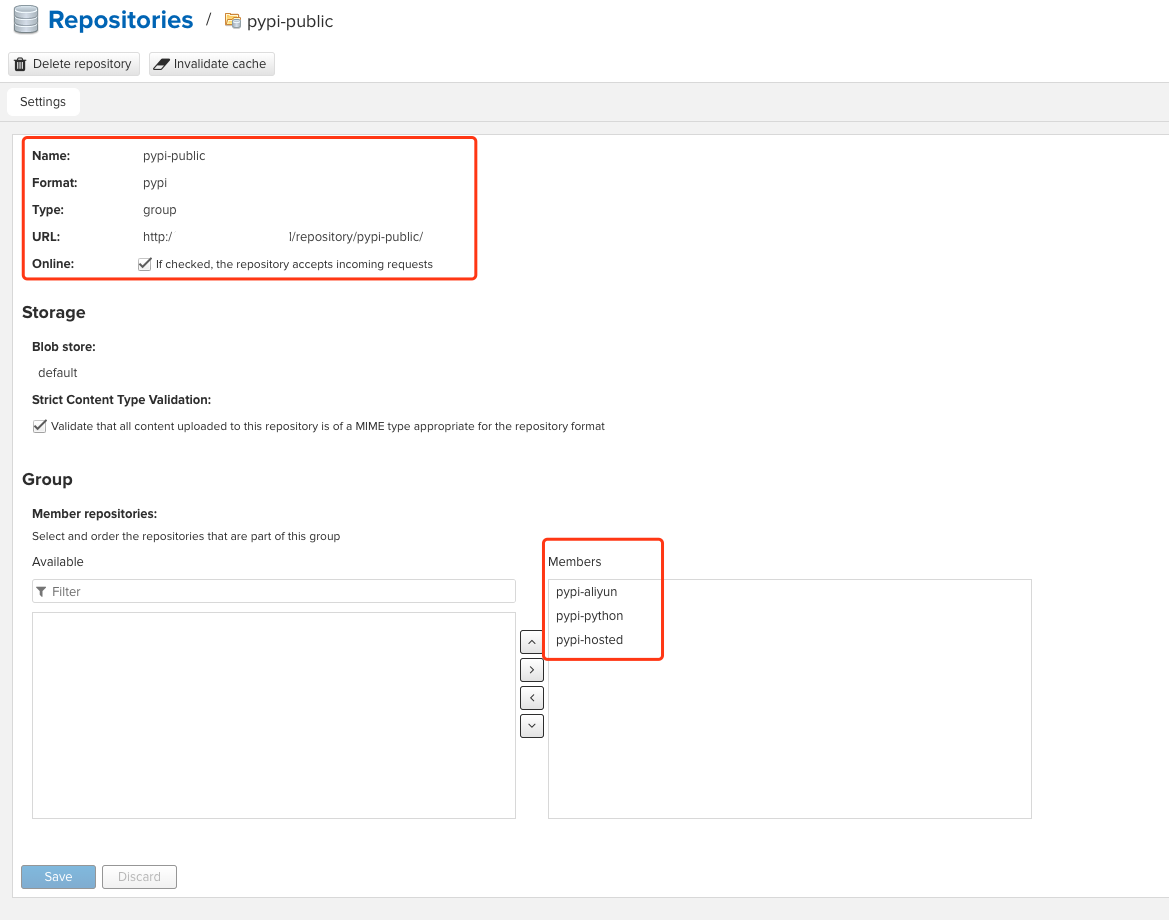 Repositories / pypi-public
Delete repository Invalidate cache
Settings
Name: pypi-public
Format: pypi
Type: group
URL: http:/ /repository/pypi-public/
Online: If checked, the repository accepts incoming requests
Storage
Blob store:
default
Strict Content Type Validation:
Validate that all content uploaded to this repository is of a MIME type appropriate for the repository format
Group
Member repositories:
Select and order the repositories that are part of this group
Available
Filter
Members
pypi-aliyun
pypi-python
pypi-hosted
Save Discard